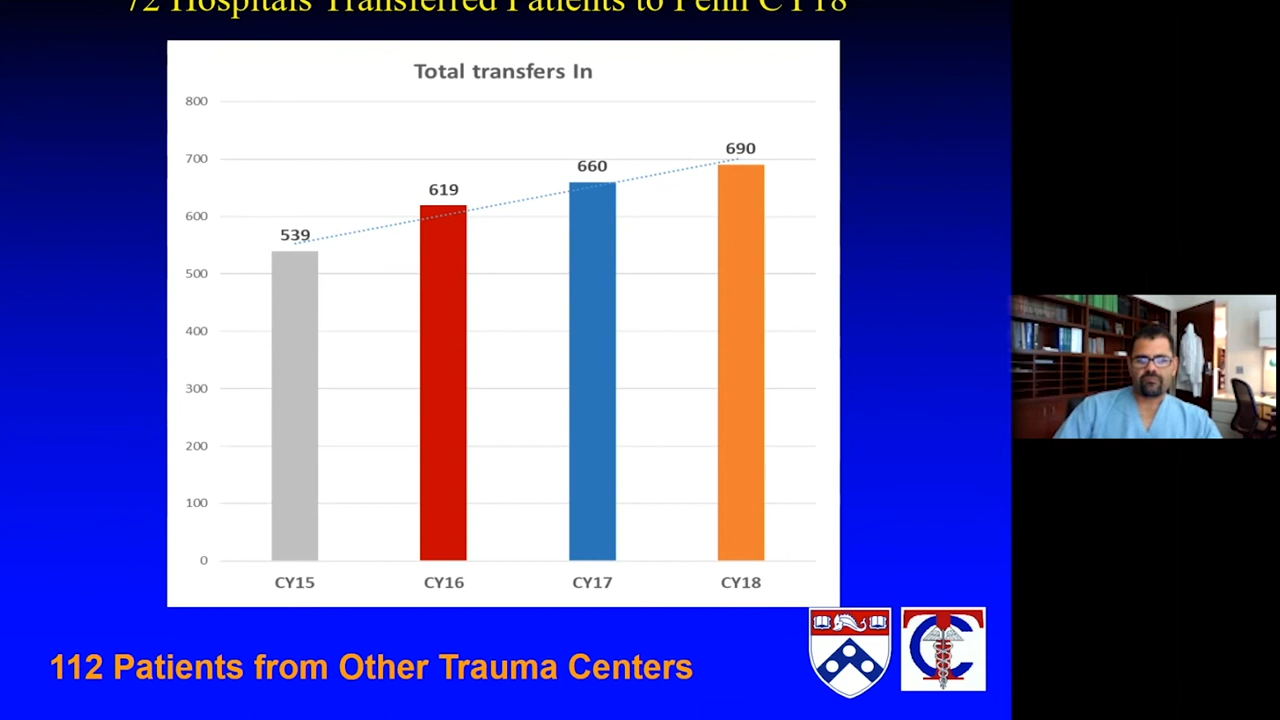 72 Hospitals Transferred Patients to Penn CY18
Total transfers In
800
700
600
500
400
300
200
100
0
539
619
660
690
CY15
CY16
CY17
CY18
112 Patients from Other Trauma Centers
TC